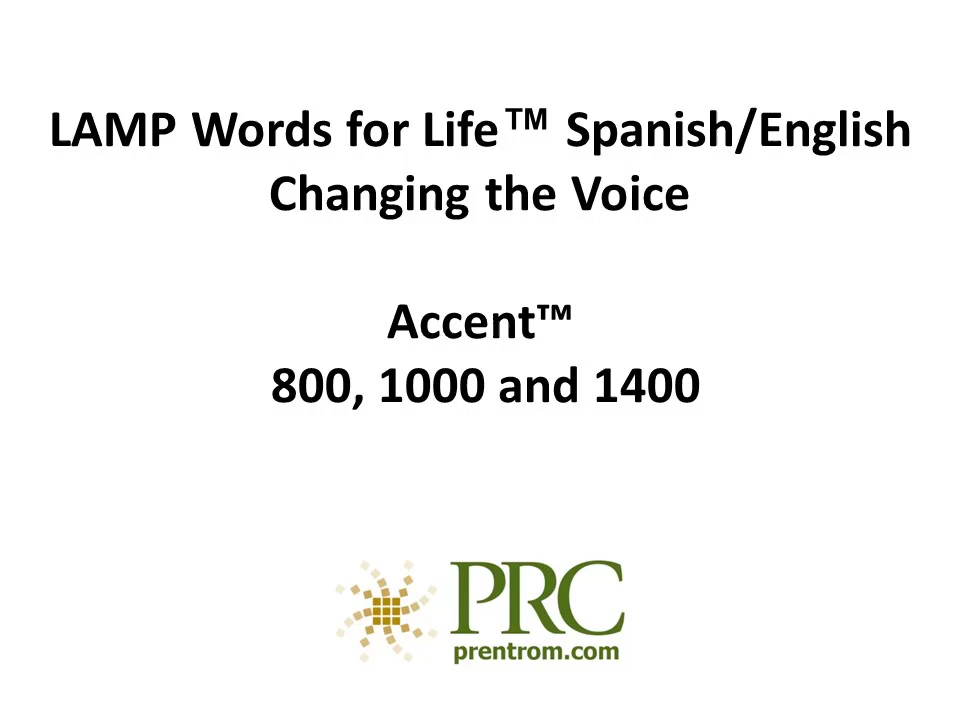 LAMP Words for Life™ Spanish/English
Changing the Voice
Accent™
800, 1000 and 1400
PRC
prentrom.com